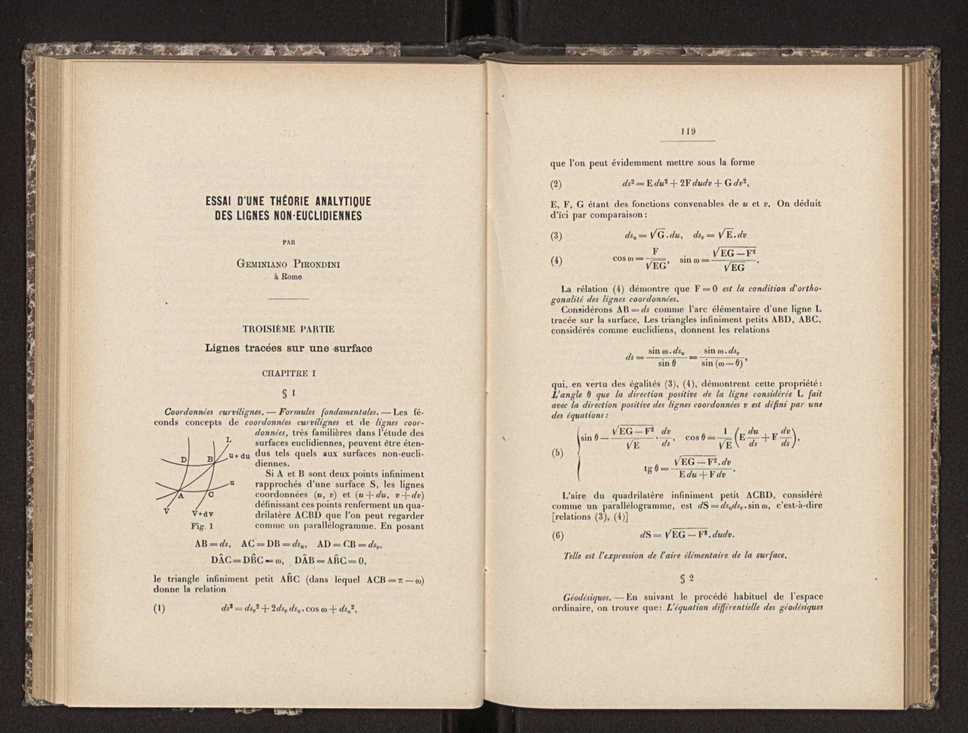 ESSAI D'UNE THÉORIE ANALYTIQUE
DES LIGNES NON-EUCLIDIENNES
PAR
GEMINIANO PIRONDINI
à Rome
TROISIÈME PARTIE
Lignes tracées sur une surface
CHAPITRE I
§ 1
Coordonnées curvilignes. — Formules fondamentales. — Les fé-
conds concepts de coordonnées curvilignes et de lignes coor-
données, très familières dans l'étude des
surfaces euclidiennes, peuvent être éten-
dus tels quels aux surfaces non-eucli-
diennes.
Si A et B sont deux points infiniment
rapprochés d'une surface S, les lignes
coordonnées (u, v) et (u + du, v + dv)
définissant ces points renferment un qua-
drilatère ACBD que l'on peut regarder
comme un parallélogramme. En posant
L
D B u+du
u
A C
v v+dv
Fig. 1
AB = ds, AC = DB = ds_u, AD = CB = ds_v,
DÂC = DB̂C = ω, DÂB = AB̂C = θ,
le triangle infiniment petit AB̂C (dans lequel ACB = π — ω)
donne la relation
(1) ds² = ds_v² + 2ds_v ds_u . cos ω + ds_u²,
119
que l'on peut évidemment mettre sous la forme
(2) ds² = E du² + 2F dudv + G dv²,
E, F, G étant des fonctions convenables de u et v. On déduit
d'ici par comparaison :
(3) ds_u = √G . du, ds_v = √E . dv
(4) cos ω = F / √EG, sin ω = √EG — F² / √EG.
La rélation (4) démontre que F = 0 est la condition d'ortho-
gonalité des lignes coordonnées.
Considérons AB = ds comme l'arc élémentaire d'une ligne L
tracée sur la surface. Les triangles infiniment petits ABD, ABC,
considérés comme euclidiens, donnent les relations
ds = sin ω . ds_u / sin θ = sin ω . ds_v / sin (ω — θ),
qui, en vertu des égalités (3), (4), démontrent cette propriété :
L'angle θ que la direction positive de la ligne considérée L fait
avec la direction positive des lignes coordonnées v est défini par une
des équations :
(b) sin θ — √EG — F² / √E . dv / ds, cos θ = 1 / √E (E du / ds + F dv / ds),
tg θ = √EG — F² . dv / E du + F dv .
L'aire du quadrilatère infiniment petit ACBD, considéré
comme un parallélogramme, est dS = ds_u ds_v . sin ω, c'est-à-dire
[relations (3), (4)]
(6) dS = √EG — F² . dudv.
Telle est l'expression de l'aire élémentaire de la surface.
§ 2
Géodésiques. — En suivant le procédé habituel de l'espace
ordinaire, on trouve que : L'équation différentielle des géodésiques